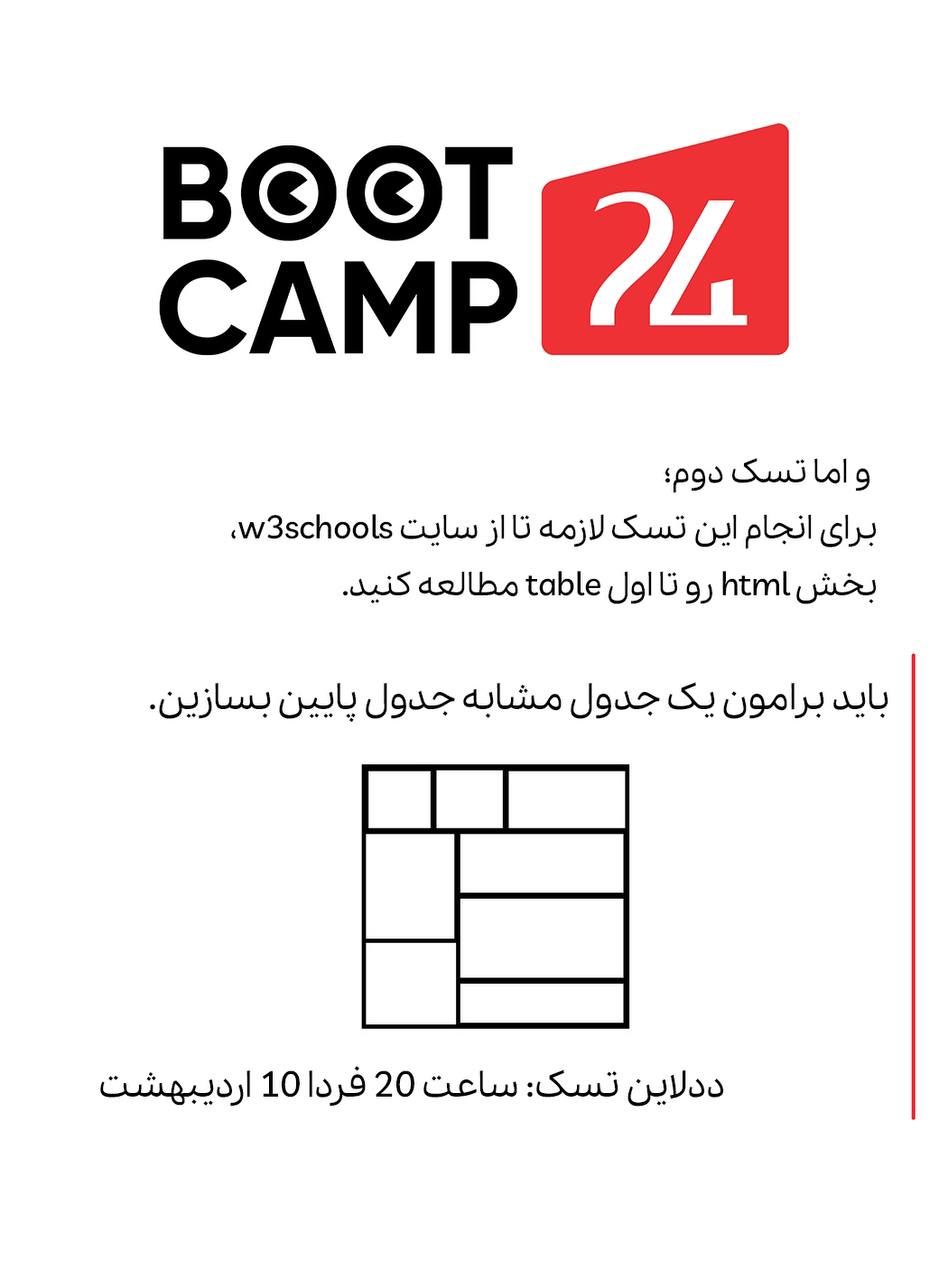 BOOT
CAMP
24
و اما تسک دوم؛
برای انجام این تسک لازمه تا از سایت w3schools،
بخش html رو تا اول table مطالعه کنید.
باید برامون یک جدول مشابه جدول پایین بسازین.
ددلاین تسک: ساعت 20 فردا 10 اردیبهشت